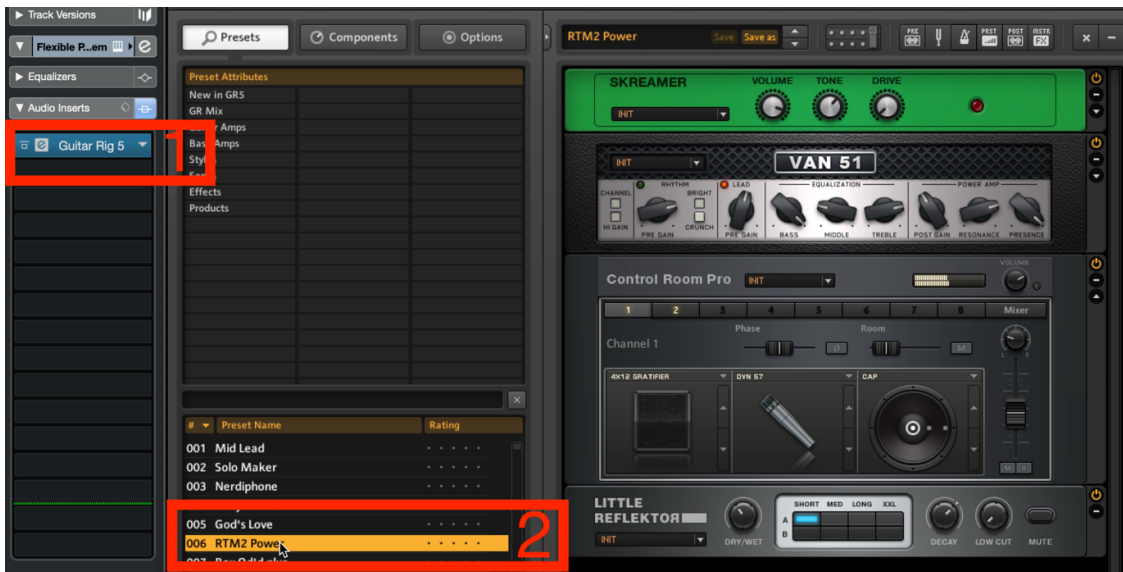 Track Versions
Flexible P...em
Equalizers
Audio Inserts
1
Guitar Rig 5
Presets
Components
Options
Preset Attributes
New in GR5
GR Mix
Amps
Bass Amps
Effects
Products
# Preset Name Rating
001 Mid Lead
002 Solo Maker
003 Nerdiphone
005 God's Love
006 RTM2 Power
2
RTM2 Power
Save
Save as
PRE
PRST
POST
MSTR
FX
SKREAMER
VOLUME TONE DRIVE
INIT
INIT
VAN 51
CHANNEL
RHYTHM
BRIGHT
LEAD
EQUALIZATION
POWER AMP
HI GAIN
PRE GAIN
CRUNCH
PRE GAIN
BASS
MIDDLE
TREBLE
POST GAIN
RESONANCE
PRESENCE
Control Room Pro
INIT
VOLUME
1 2 3 4 5 6 7 8 Mixer
Phase
Room
Channel 1
Ø
M
L R
4X12 GRATIFIER
DYN 57
CAP
M S
LITTLE
REFLEKTOЯ
INIT
DRY/WET
SHORT MED LONG XXL
A
B
DECAY
LOW CUT
MUTE